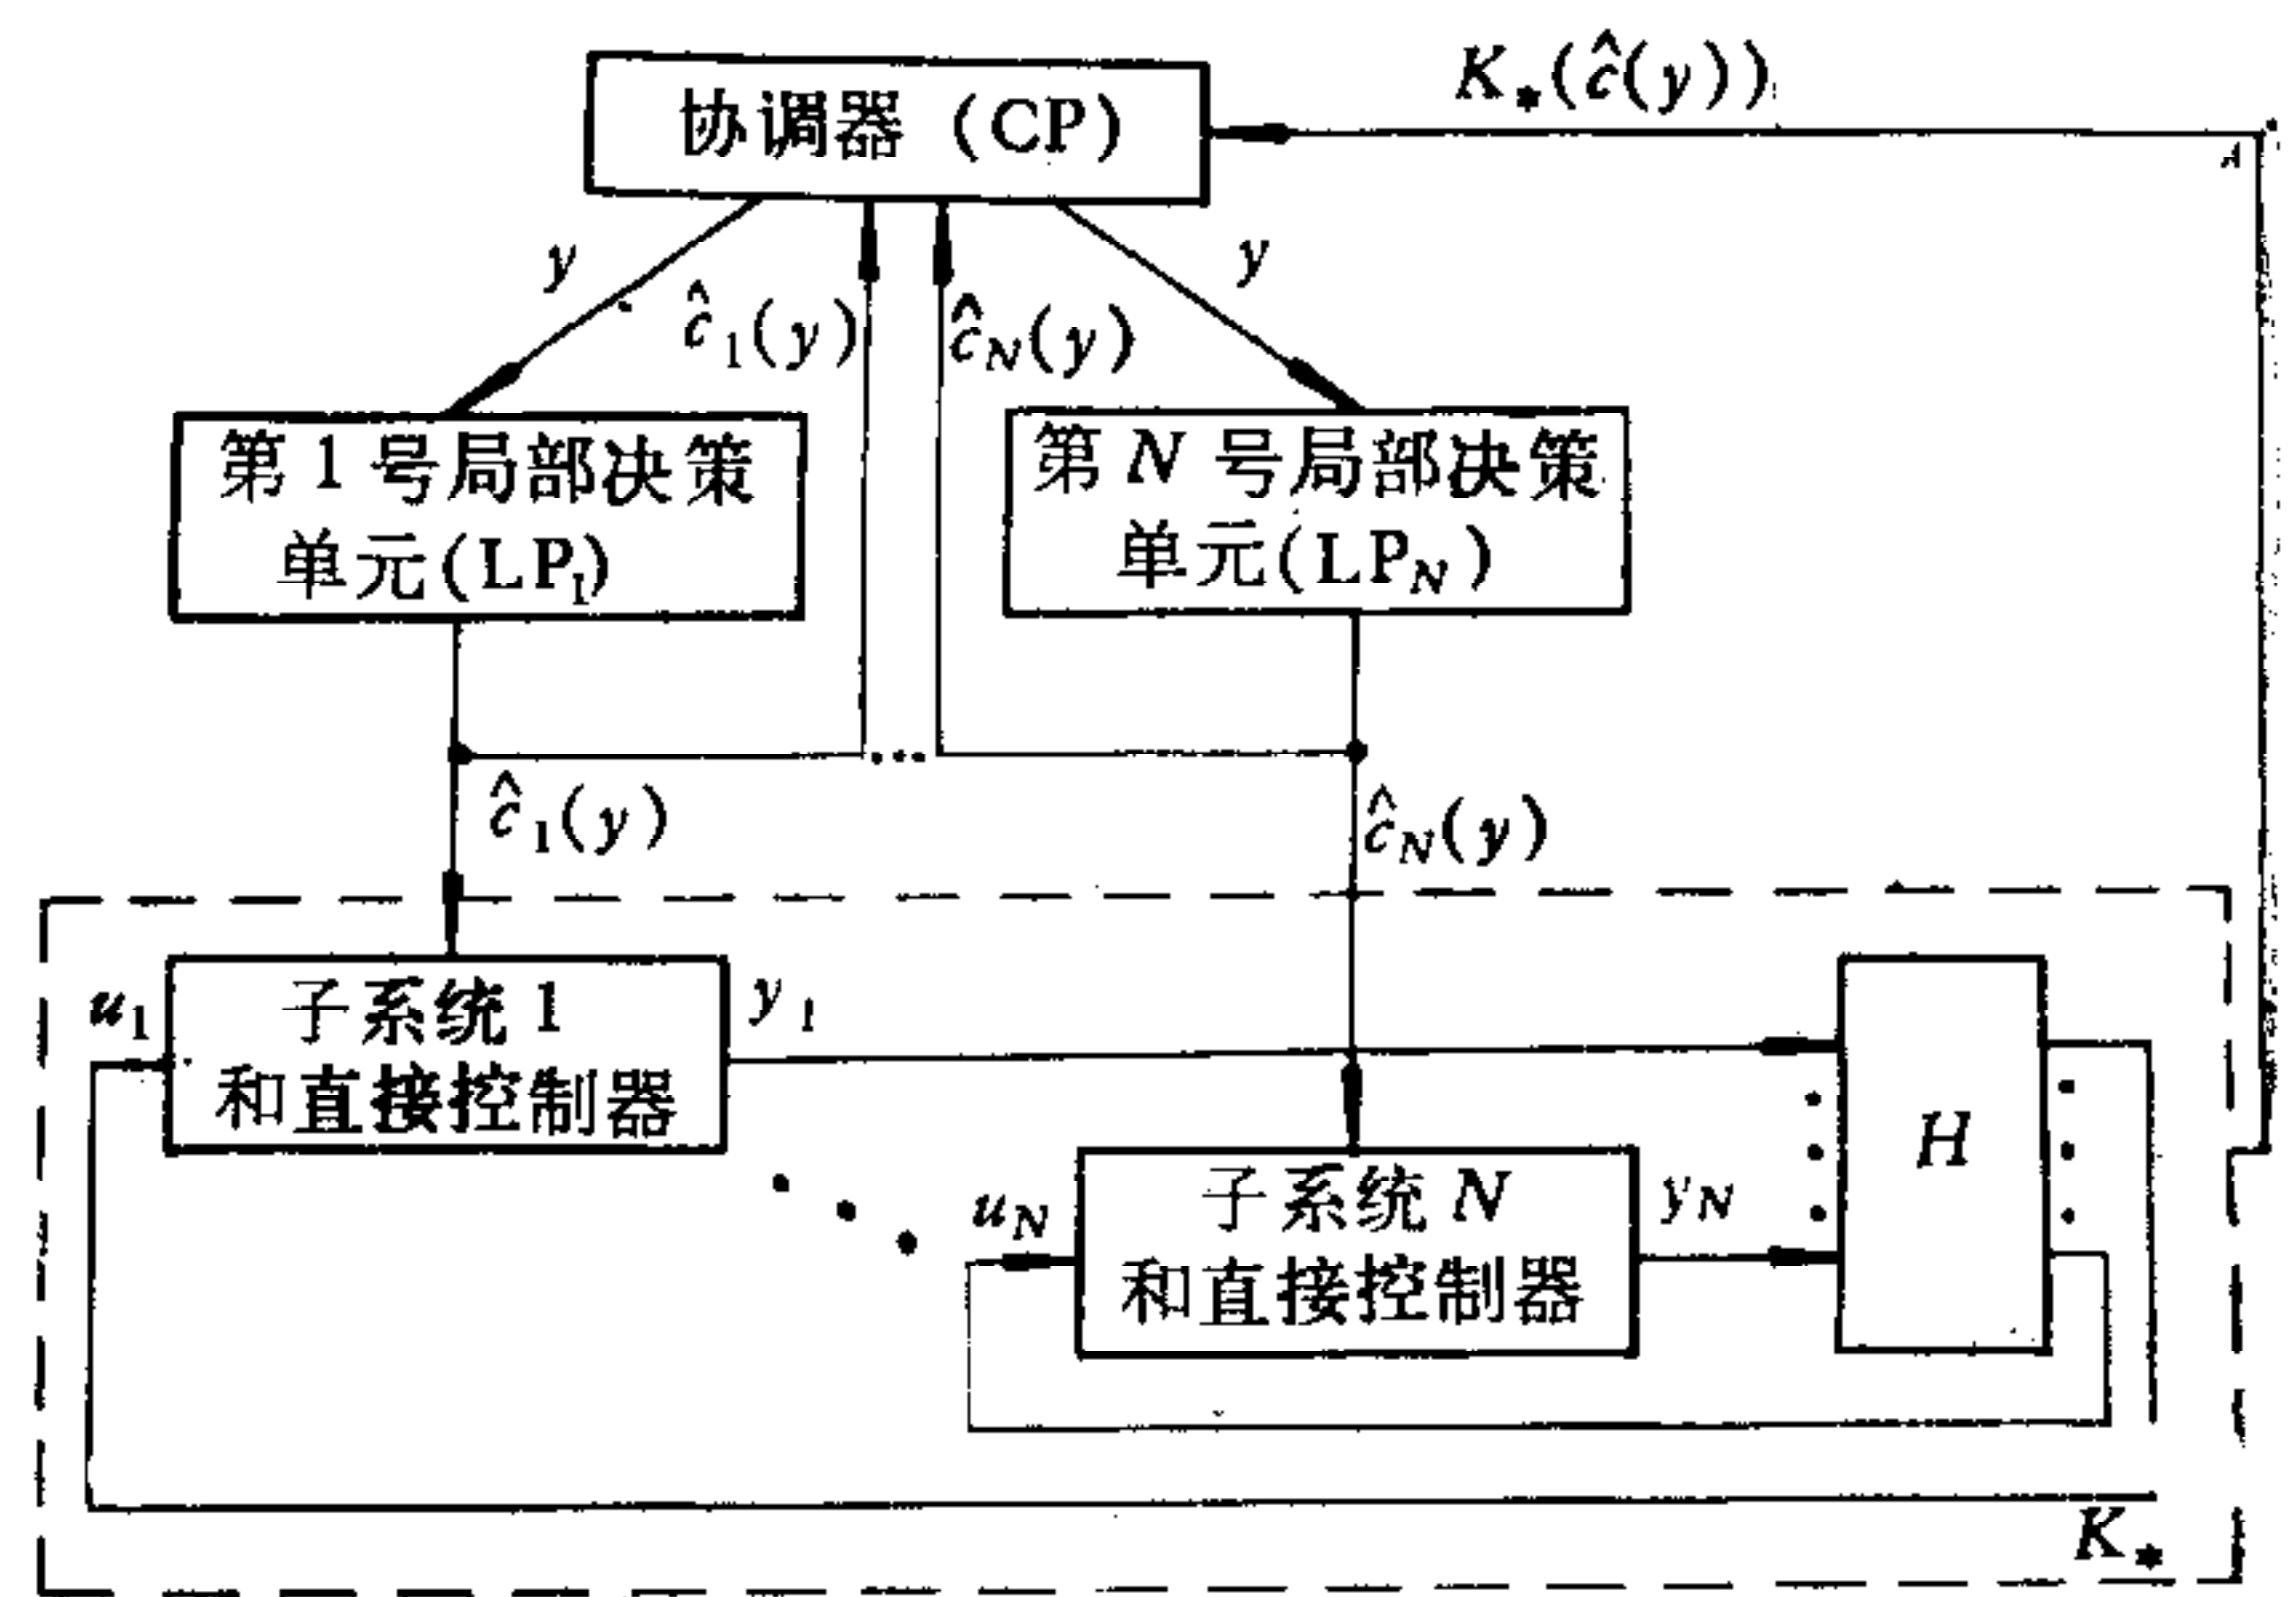 协调器 (CP)
K*(ĉ(y))
y
ĉ1(y)
ĉN(y)
y
第 1 号局部决策
单元(LP1)
第 N 号局部决策
单元(LPN)
ĉ1(y)
ĉN(y)
u1
子系统 1
和直接控制器
y1
H
uN
子系统 N
和直接控制器
yN
K*